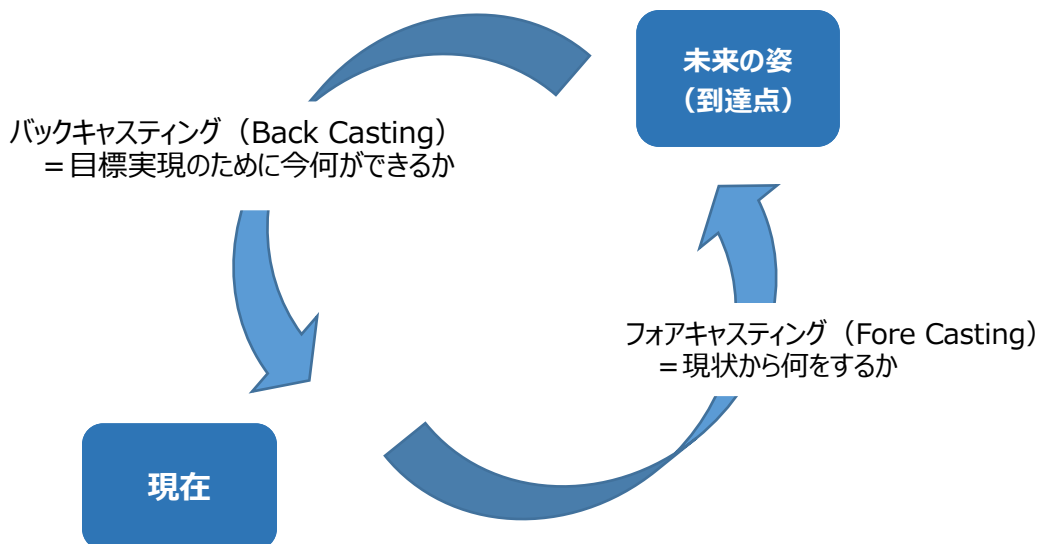 未来の姿
（到達点）
バックキャスティング（Back Casting）
＝目標実現のために今何ができるか
フォアキャスティング（Fore Casting）
＝現状から何をするか
現在